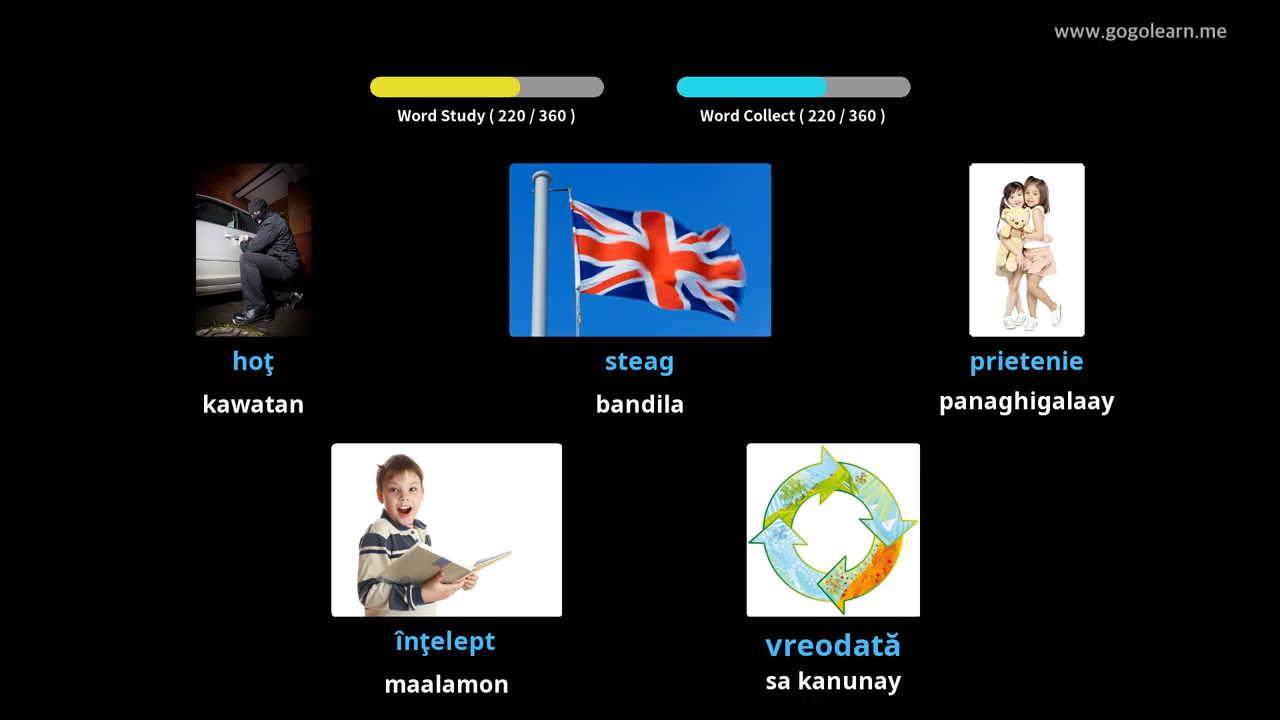 www.gogolearn.me
Word Study ( 220 / 360 )
Word Collect ( 220 / 360 )
hoţ
steag
prietenie
kawatan
bandila
panaghigalaay
înţelept
vreodată
maalamon
sa kanunay